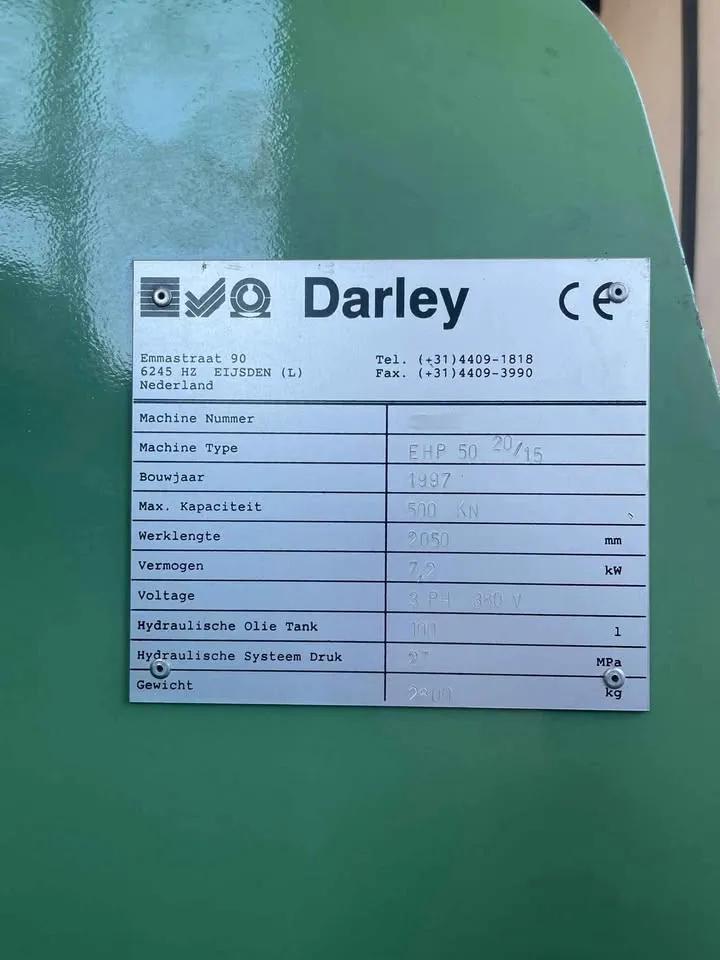 Darley CE
Emmastraat 90 Tel. (+31)4409-1818
6245 HZ EIJSDEN (L) Fax. (+31)4409-3990
Nederland
Machine Nummer
Machine Type EHP 50 20/15
Bouwjaar 1997
Max. Kapaciteit 500 KN
Werklengte 2050 mm
Vermogen 7,2 kW
Voltage 3 PH 380 V
Hydraulische Olie Tank 100 l
Hydraulische Systeem Druk MPa
Gewicht kg